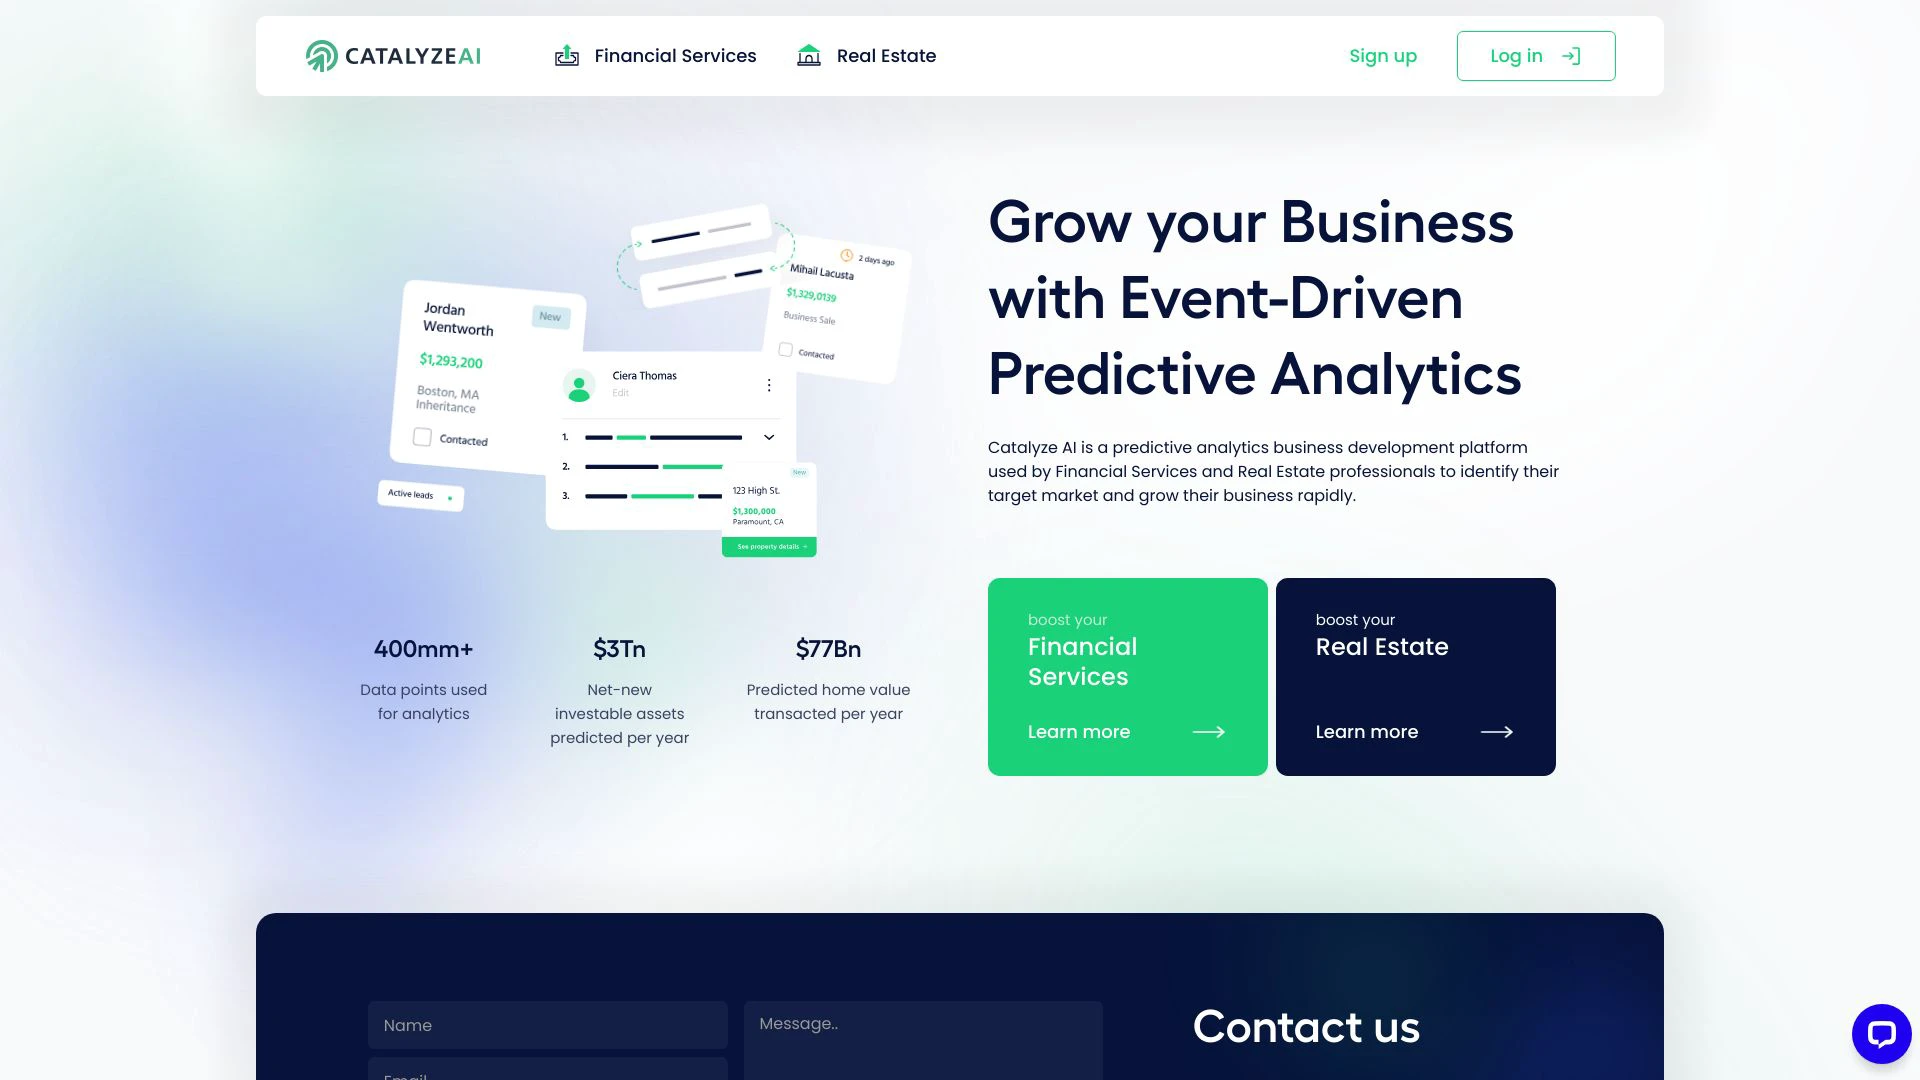 CATALYZEAI
Financial Services
Real Estate
Sign up
Log in
2 days ago
Mihail Lacusta
$1,329,0139
Business Sale
Contacted
Jordan
Wentworth
New
$1,293,200
Boston, MA
Inheritance
Contacted
Active leads
Ciera Thomas
Edit
1.
2.
3.
New
123 High St.
$1,300,000
Paramount, CA
See property details
Grow your Business
with Event-Driven
Predictive Analytics
Catalyze AI is a predictive analytics business development platform
used by Financial Services and Real Estate professionals to identify their
target market and grow their business rapidly.
400mm+
Data points used
for analytics
$3Tn
Net-new
investable assets
predicted per year
$77Bn
Predicted home value
transacted per year
boost your
Financial
Services
Learn more
boost your
Real Estate
Learn more
Name
Message..
Email
Contact us